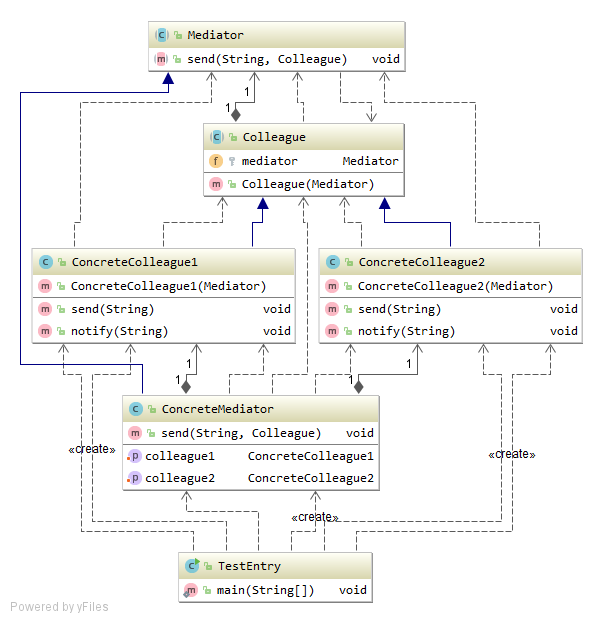 Mediator
send(String, Colleague) void
1
1
Colleague
mediator Mediator
Colleague(Mediator)
ConcreteColleague1
ConcreteColleague1(Mediator)
send(String) void
notify(String) void
ConcreteColleague2
ConcreteColleague2(Mediator)
send(String) void
notify(String) void
1
1
1
1
ConcreteMediator
send(String, Colleague) void
colleague1 ConcreteColleague1
colleague2 ConcreteColleague2
«create»
«create»
«create»
TestEntry
main(String[]) void
Powered by yFiles